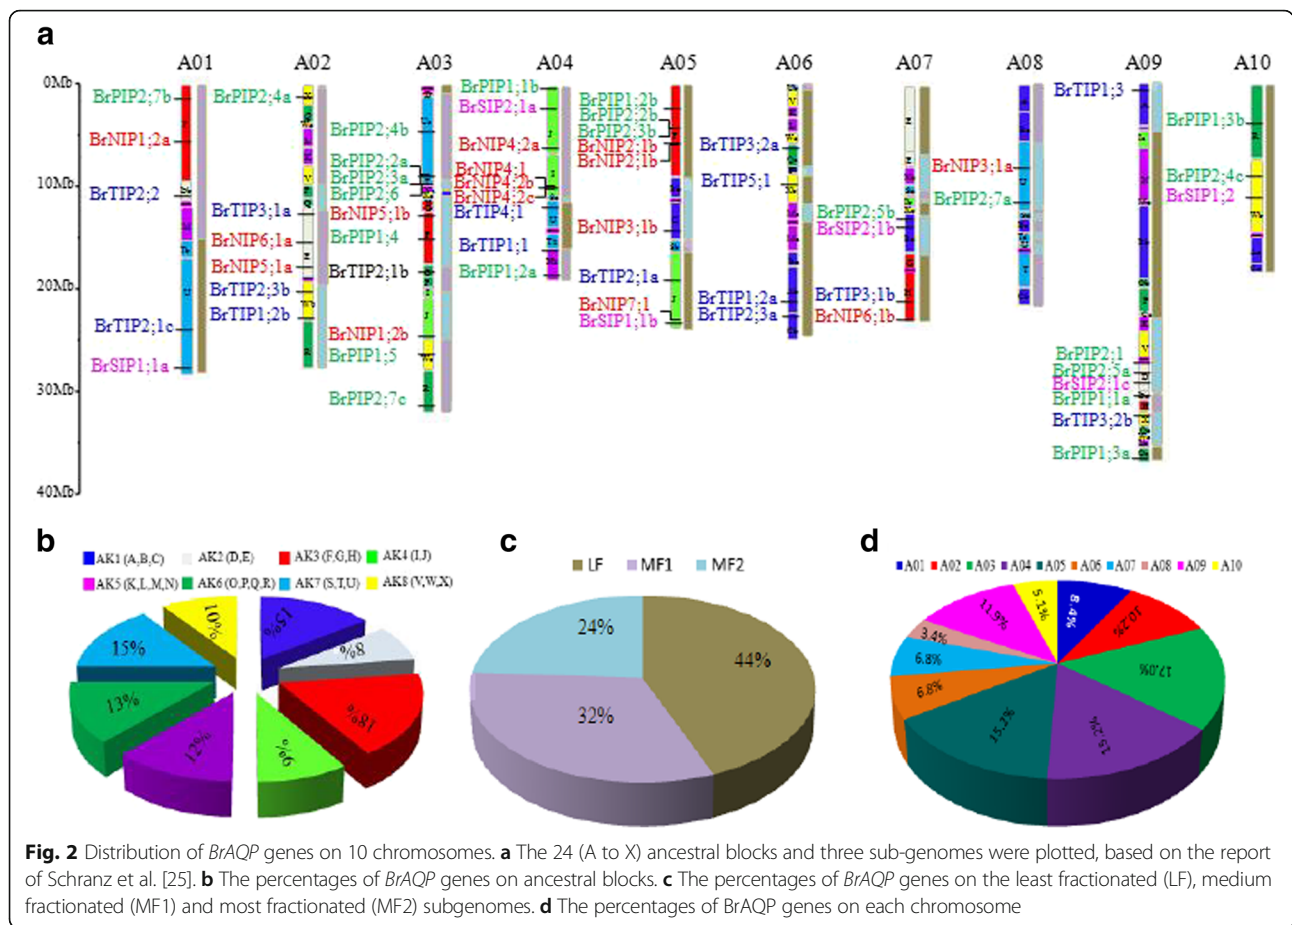 a
A01 A02 A03 A04 A05 A06 A07 A08 A09 A10
0Mb
10Mb
20Mb
30Mb
40Mb
BrPIP2;7b
BrNIP1;2a
BrTIP2;2
BrTIP2;1c
BrSIP1;1a
BrPIP2;4a
BrTIP3;1a
BrNIP6;1a
BrNIP5;1a
BrTIP2;3b
BrTIP1;2b
BrPIP2;4b
BrPIP2;2a
BrPIP2;3a
BrPIP2;6
BrNIP5;1b
BrPIP1;4
BrTIP2;1b
BrNIP1;2b
BrPIP1;5
BrPIP2;7c
BrPIP1;1b
BrSIP2;1a
BrNIP4;2a
BrNIP4;1
BrNIP4;2b
BrNIP4;2c
BrTIP4;1
BrTIP1;1
BrPIP1;2a
BrPIP1;2b
BrPIP2;2b
BrPIP2;3b
BrNIP2;1b
BrNIP2;1b
BrNIP3;1b
BrTIP2;1a
BrNIP7;1
BrSIP1;1b
BrTIP3;2a
BrTIP5;1
BrTIP1;2a
BrTIP2;3a
BrPIP2;5b
BrSIP2;1b
BrTIP3;1b
BrNIP6;1b
BrNIP3;1a
BrPIP2;7a
BrTIP1;3
BrPIP2;1
BrPIP2;5a
BrSIP2;1c
BrPIP1;1a
BrTIP3;2b
BrPIP1;3a
BrPIP1;3b
BrPIP2;4c
BrSIP1;2
b
AK1 (A,B,C) AK2 (D,E) AK3 (F,G,H) AK4 (I,J)
AK5 (K,L,M,N) AK6 (O,P,Q,R) AK7 (S,T,U) AK8 (V,W,X)
15%
8%
18%
9%
12%
13%
15%
10%
c
LF MF1 MF2
44%
32%
24%
d
A01 A02 A03 A04 A05 A06 A07 A08 A09 A10
8.4%
10.2%
17.0%
15.2%
15.2%
6.8%
6.8%
3.4%
11.9%
5.1%
Fig. 2 Distribution of BrAQP genes on 10 chromosomes. a The 24 (A to X) ancestral blocks and three sub-genomes were plotted, based on the report
of Schranz et al. [25]. b The percentages of BrAQP genes on ancestral blocks. c The percentages of BrAQP genes on the least fractionated (LF), medium
fractionated (MF1) and most fractionated (MF2) subgenomes. d The percentages of BrAQP genes on each chromosome